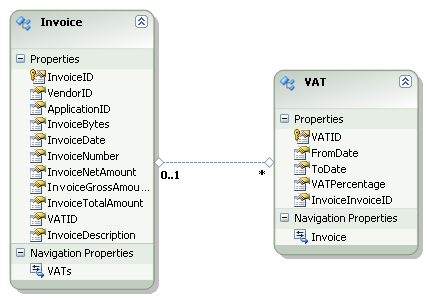 Invoice
Properties
InvoiceID
VendorID
ApplicationID
InvoiceBytes
InvoiceDate
InvoiceNumber
InvoiceNetAmount
InvoiceGrossAmou...
InvoiceTotalAmount
VATID
InvoiceDescription
Navigation Properties
VATs
0..1
*
VAT
Properties
VATID
FromDate
ToDate
VATPercentage
InvoiceInvoiceID
Navigation Properties
Invoice